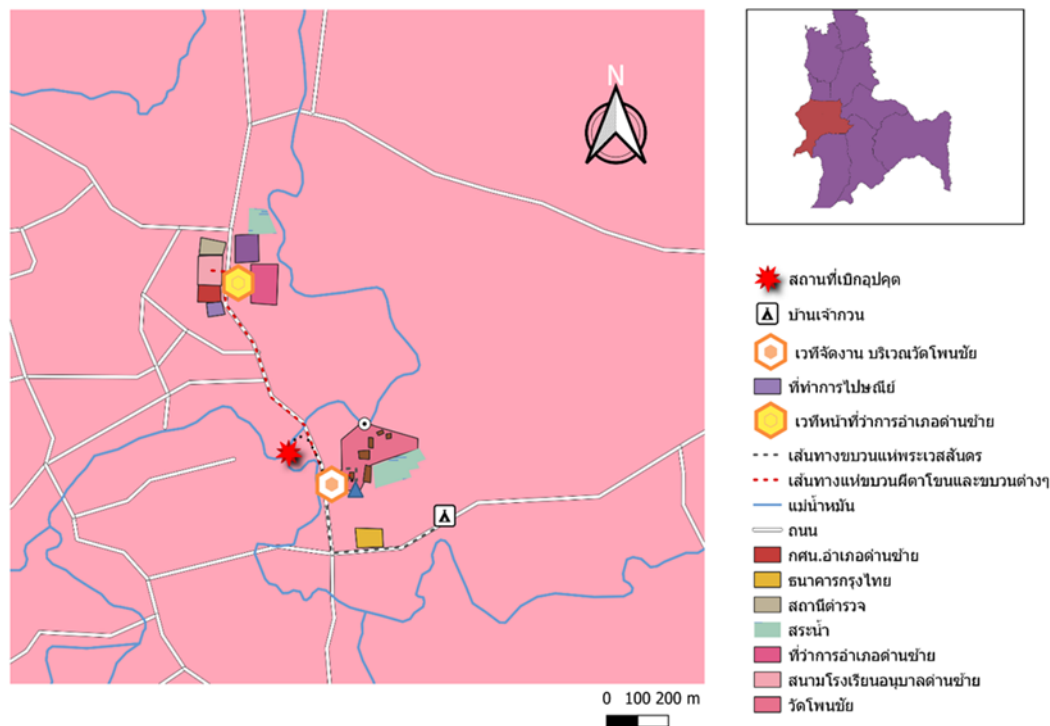 N
สถานที่เบิกอุปคุต
บ้านเจ้ากวน
เวทีจัดงาน บริเวณวัดโพนชัย
ที่ทำการไปษณีย์
เวทีหน้าที่ว่าการอำเภอด่านซ้าย
เส้นทางขบวนแห่พระเวสสันดร
เส้นทางแห่ขบวนผีตาโขนและขบวนต่างๆ
แม่น้ำหมัน
ถนน
กศน.อำเภอด่านซ้าย
ธนาคารกรุงไทย
สถานีตำรวจ
สระน้ำ
ที่ว่าการอำเภอด่านซ้าย
สนามโรงเรียนอนุบาลด่านซ้าย
วัดโพนชัย
0 100 200 m